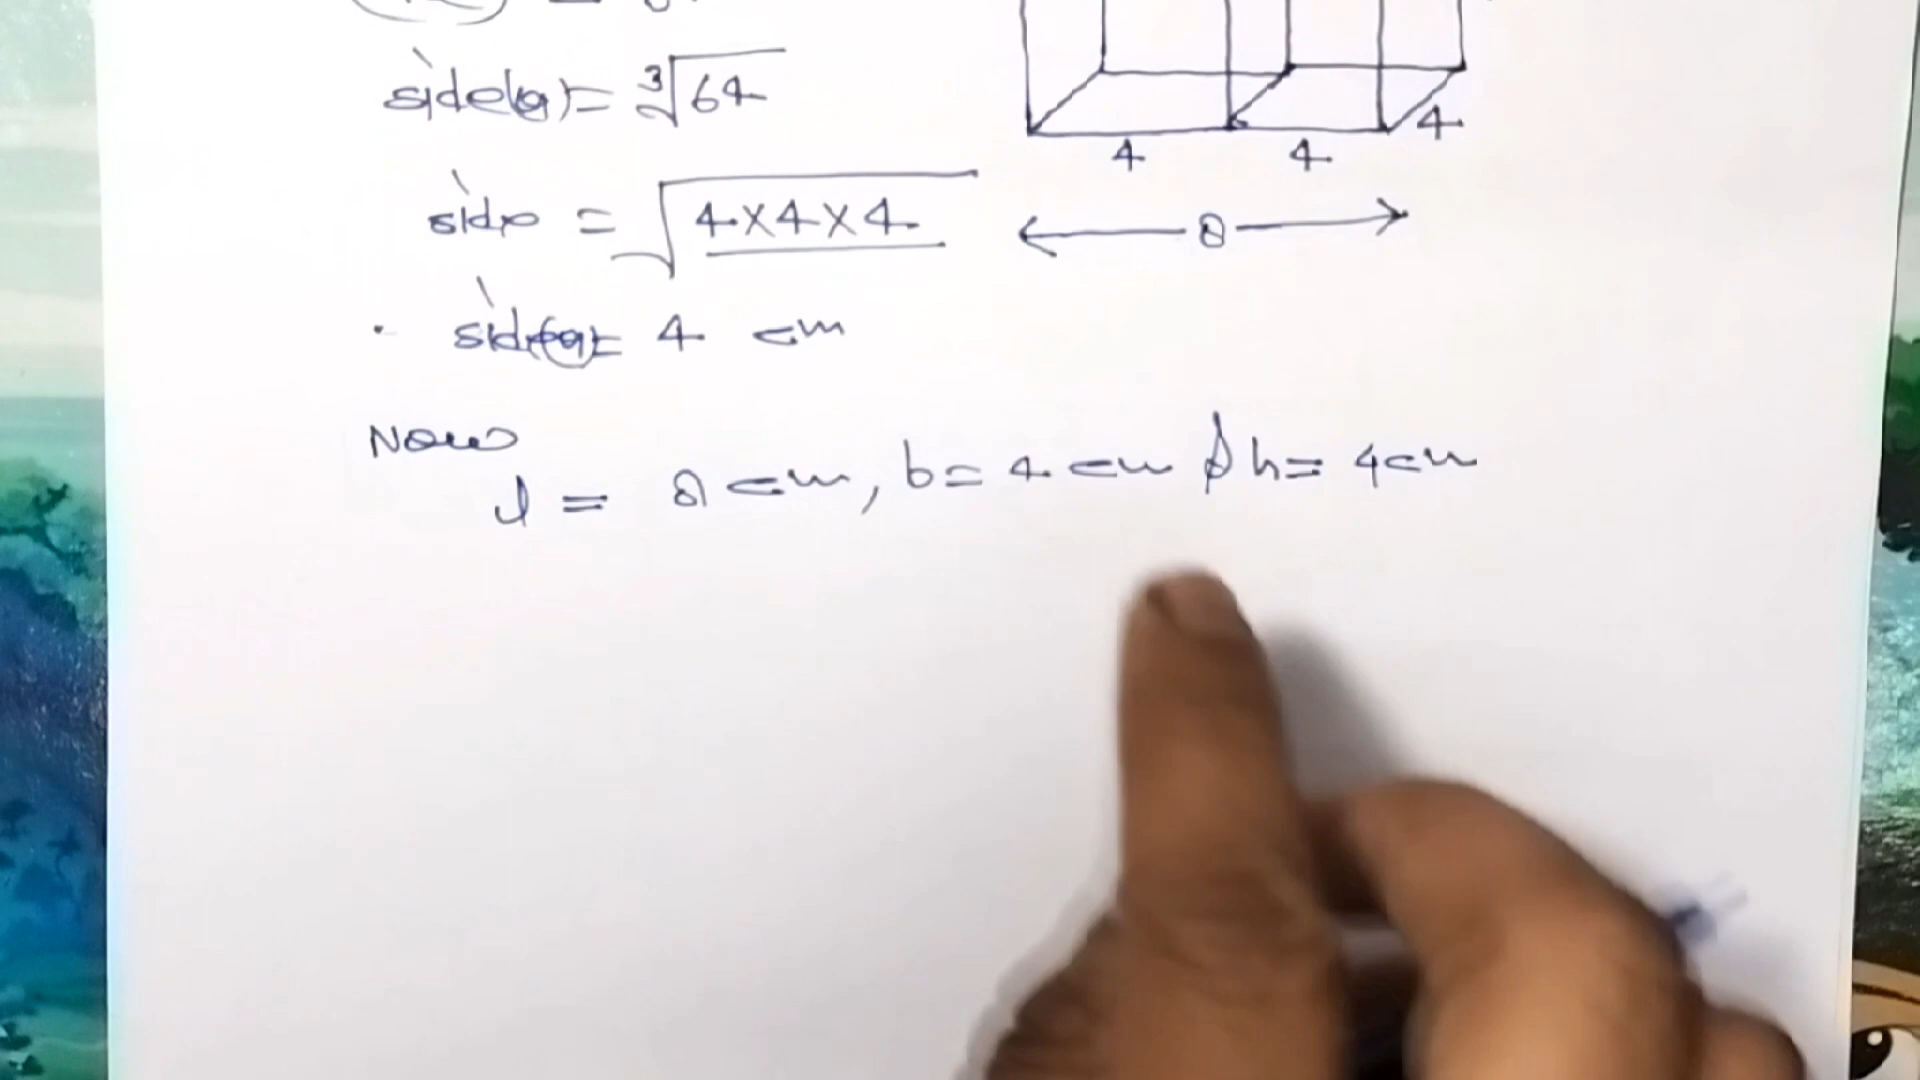 side(a) = ∛64
side = √4×4×4
4 4 4
8
side(a) = 4 cm
Now
l = 8 cm, b = 4 cm & h = 4 cm